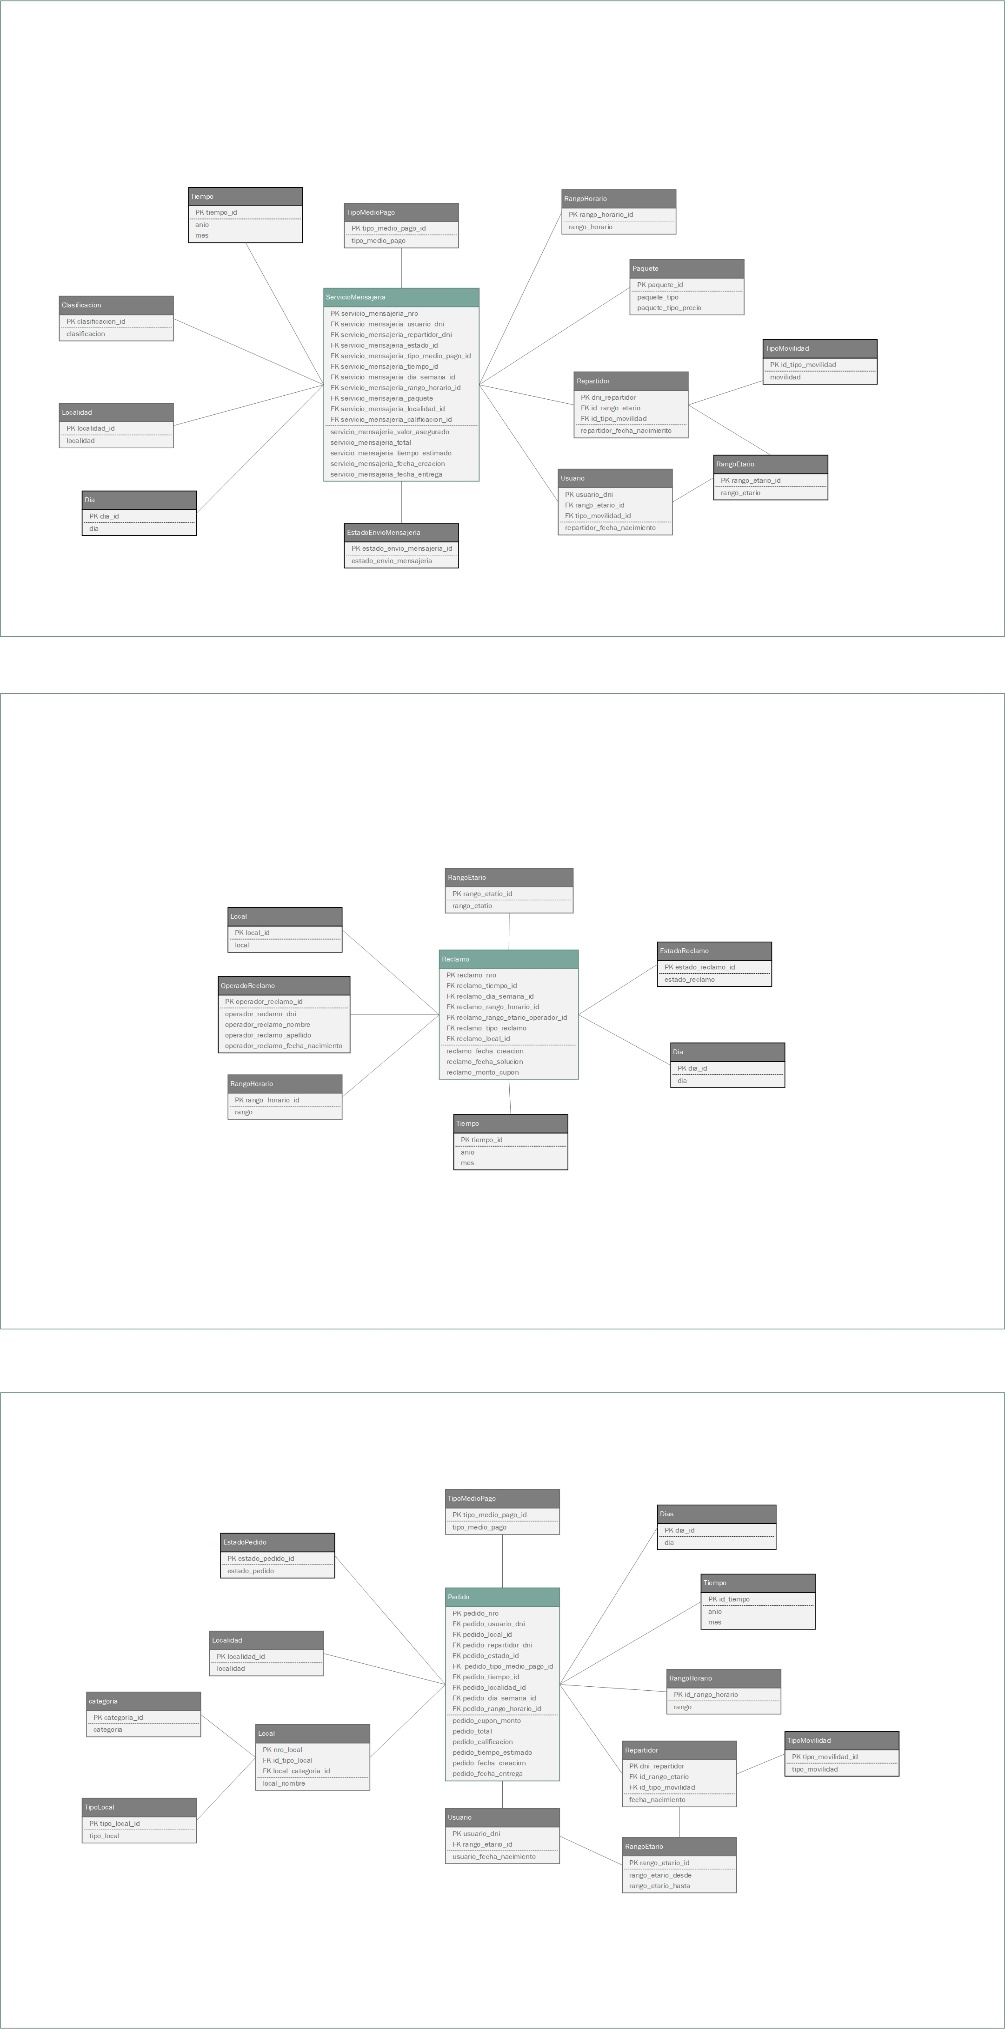 Tiempo
PK tiempo_id
anio
mes
TipoMedioPago
PK tipo_medio_pago_id
tipo_medio_pago
RangoHorario
PK rango_horario_id
rango_horario
Paquete
PK paquete_id
paquete_tipo
paquete_tipo_precio
Clasificacion
PK clasificacion_id
clasificacion
ServicioMensajeria
PK servicio_mensajeria_nro
FK servicio_mensajeria_usuario_dni
FK servicio_mensajeria_repartidor_dni
FK servicio_mensajeria_estado_id
FK servicio_mensajeria_tipo_medio_pago_id
FK servicio_mensajeria_tiempo_id
FK servicio_mensajeria_dia_semana_id
FK servicio_mensajeria_rango_horario_id
FK servicio_mensajeria_paquete
FK servicio_mensajeria_localidad_id
FK servicio_mensajeria_calificacion_id
servicio_mensajeria_valor_asegurado
servicio_mensajeria_total
servicio_mensajeria_tiempo_estimado
servicio_mensajeria_fecha_creacion
servicio_mensajeria_fecha_entrega
TipoMovilidad
PK id_tipo_movilidad
movilidad
Repartidor
PK dni_repartidor
FK id_rango_etario
FK id_tipo_movilidad
repartidor_fecha_nacimiento
Localidad
PK localidad_id
localidad
RangoEtario
PK rango_etario_id
rango_etario
Usuario
PK usuario_dni
FK rango_etario_id
FK tipo_movilidad_id
repartidor_fecha_nacimiento
Dia
PK dia_id
dia
EstadoEnvioMensajeria
PK estado_envio_mensajeria_id
estado_envio_mensajeria
RangoEtario
PK rango_etatio_id
rango_etatio
Local
PK local_id
local
EstadoReclamo
PK estado_reclamo_id
estado_reclamo
Reclamo
PK reclamo_nro
FK reclamo_tiempo_id
FK reclamo_dia_semana_id
FK reclamo_rango_horario_id
FK reclamo_rango_etario_operador_id
FK reclamo_tipo_reclamo
FK reclamo_local_id
reclamo_fecha_creacion
reclamo_fecha_solucion
reclamo_monto_cupon
OperadoReclamo
PK operador_reclamo_id
operador_reclamo_dni
operador_reclamo_nombre
operador_reclamo_apellido
operador_reclamo_fecha_nacimiento
Dia
PK dia_id
dia
RangoHorario
PK rango_horario_id
rango
Tiempo
PK tiempo_id
anio
mes
TipoMedioPago
PK tipo_medio_pago_id
tipo_medio_pago
Dias
PK dia_id
dia
EstadoPedido
PK estado_pedido_id
estado_pedido
Tiempo
PK id_tiempo
anio
mes
Pedido
PK pedido_nro
FK pedido_usuario_dni
FK pedido_local_id
FK pedido_repartidor_dni
FK pedido_estado_id
FK pedido_tipo_medio_pago_id
FK pedido_tiempo_id
FK pedido_localidad_id
FK pedido_dia_semana_id
FK pedido_rango_horario_id
pedido_cupon_monto
pedido_total
pedido_calificacion
pedido_tiempo_estimado
pedido_fecha_creacion
pedido_fecha_entrega
Localidad
PK localidad_id
localidad
RangoHorario
PK id_rango_horario
rango
categoria
PK categoria_id
categoria
Local
PK nro_local
FK id_tipo_local
FK local_categoria_id
local_nombre
TipoMovilidad
PK tipo_movilidad_id
tipo_movilidad
Repartidor
PK dni_repartidor
FK id_rango_etario
FK id_tipo_movilidad
fecha_nacimiento
TipoLocal
PK tipo_local_id
tipo_local
Usuario
PK usuario_dni
FK rango_etario_id
usuario_fecha_nacimiento
RangoEtario
PK rango_etario_id
rango_etario_desde
rango_etario_hasta